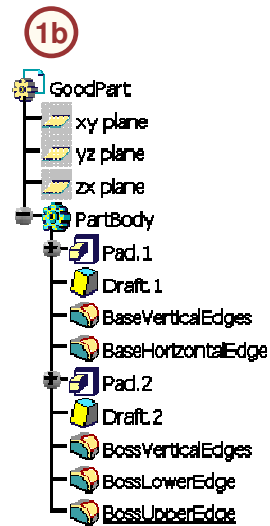 1b
GoodPart
xy plane
yz plane
zx plane
PartBody
Pad.1
Draft.1
BaseVerticalEdges
BaseHorizontalEdge
Pad.2
Draft.2
BossVerticalEdges
BossLowerEdge
BossUpperEdge